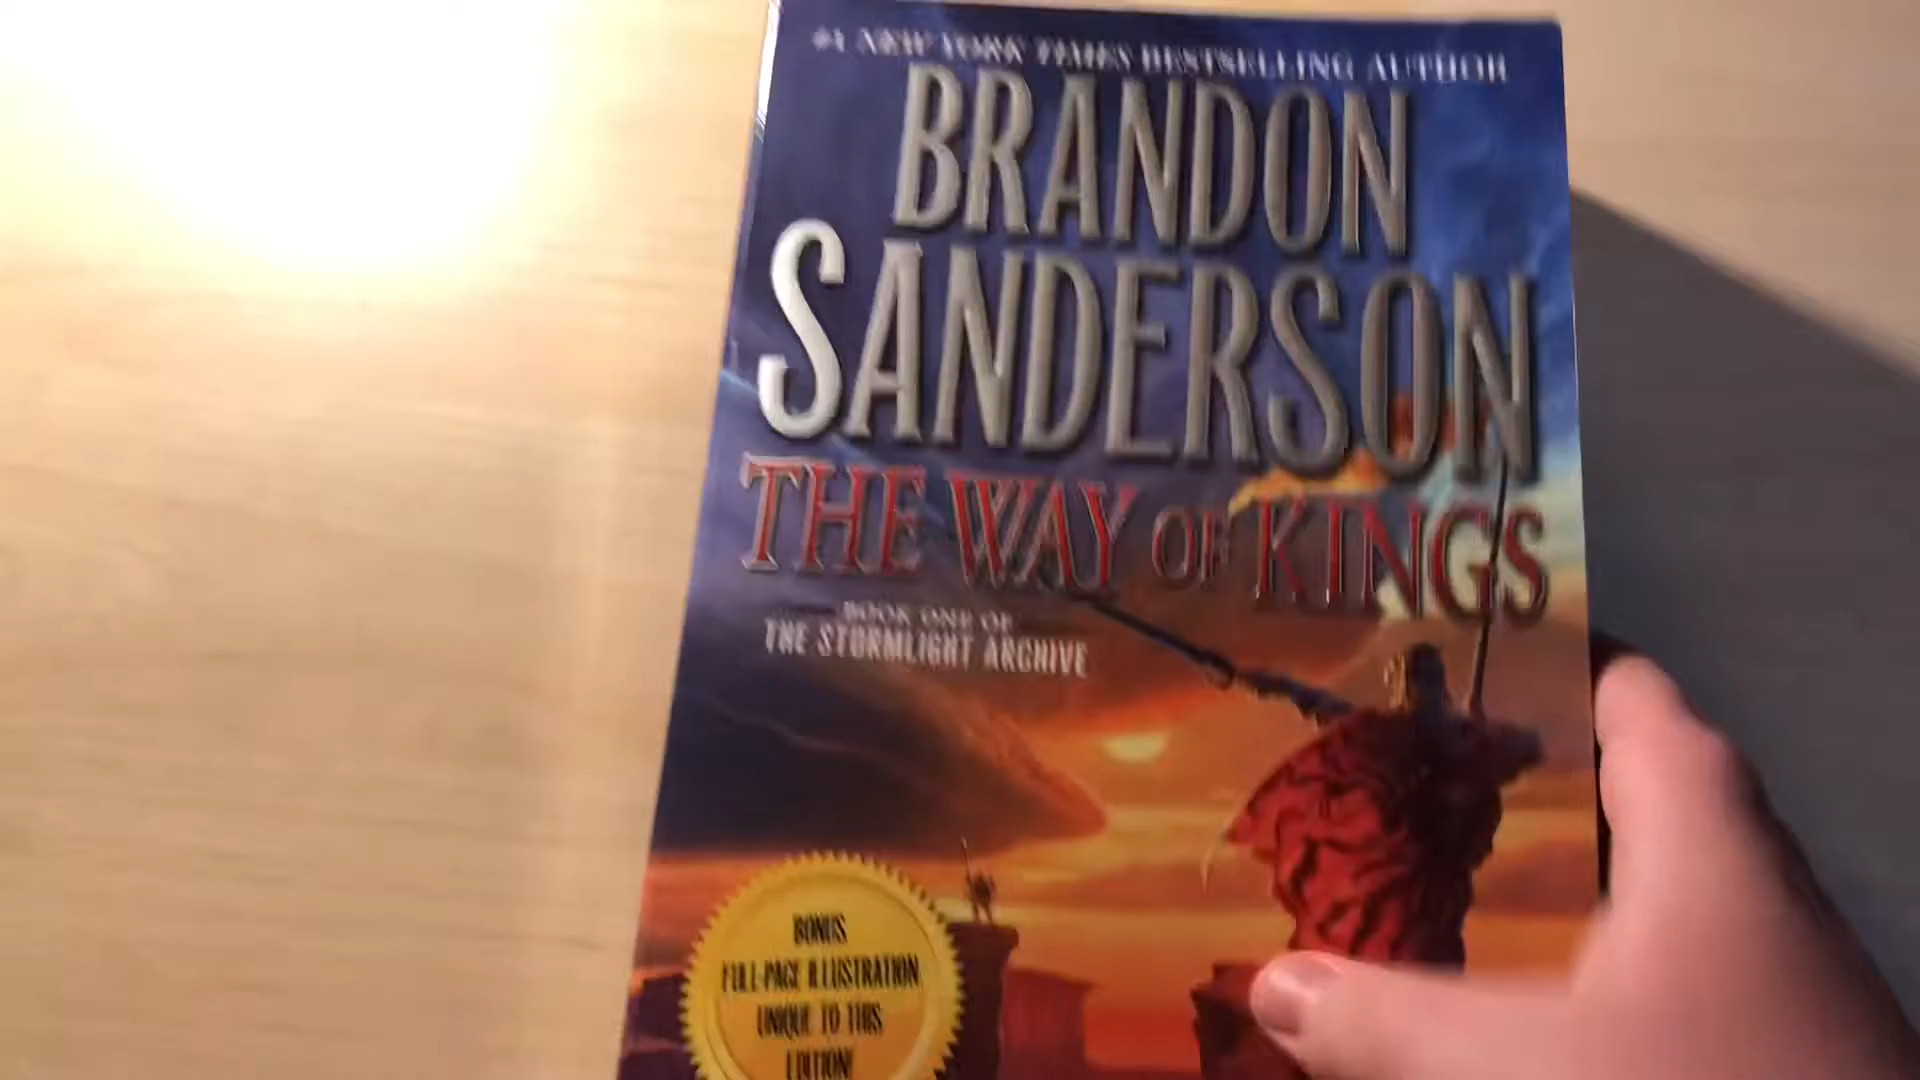 #1 NEW YORK TIMES BESTSELLING AUTHOR
BRANDON
SANDERSON
THE WAY OF KINGS
BOOK ONE OF
THE STORMLIGHT ARCHIVE
BONUS
FULL-PAGE ILLUSTRATION
UNIQUE TO THIS
EDITION!